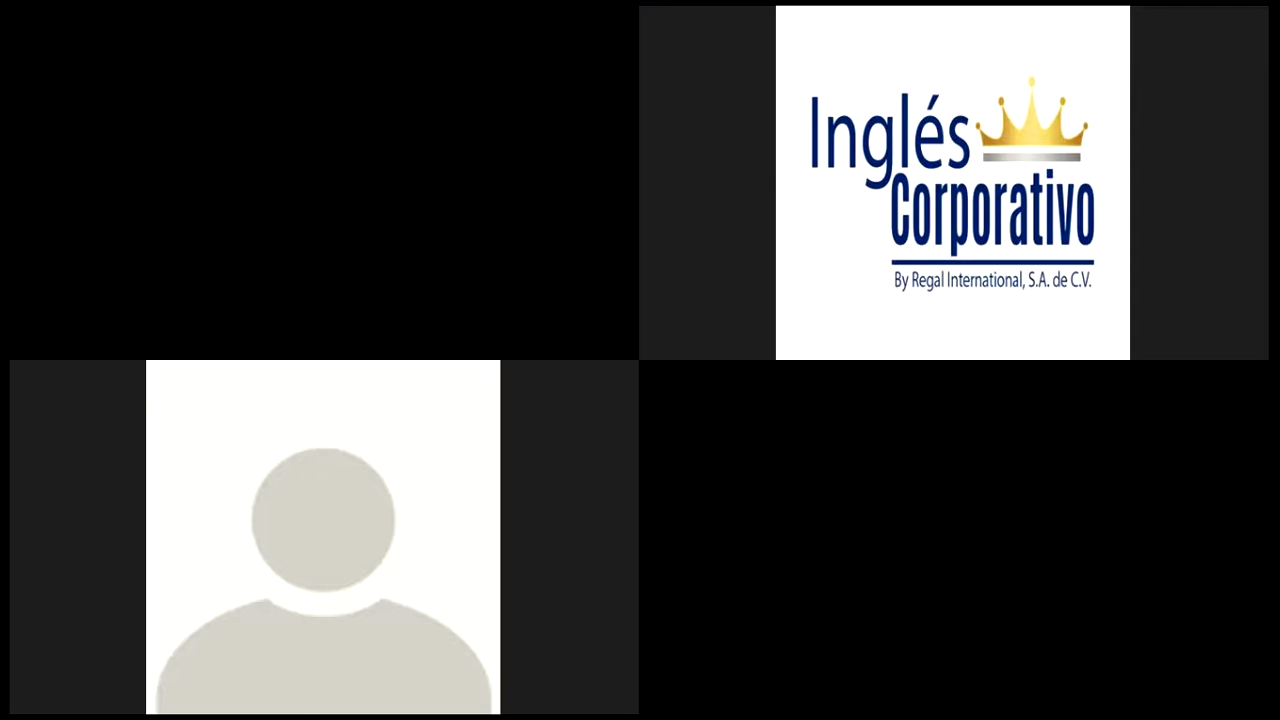 Inglés
Corporativo
By Regal International, S.A. de C.V.